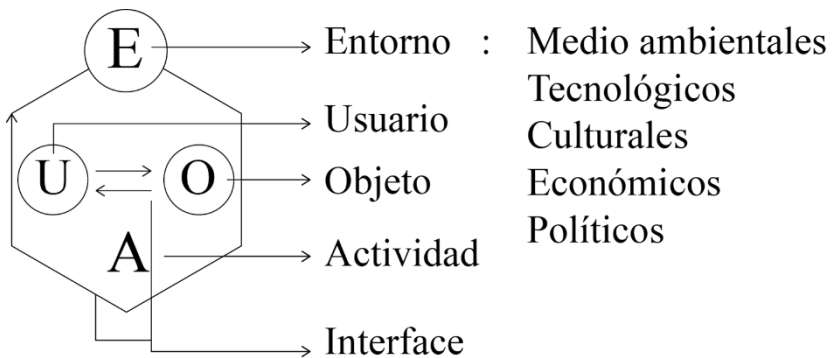 E
Entorno : Medio ambientales
Tecnológicos
Usuario
Culturales
U
O
Objeto
Económicos
Políticos
A
Actividad
Interface